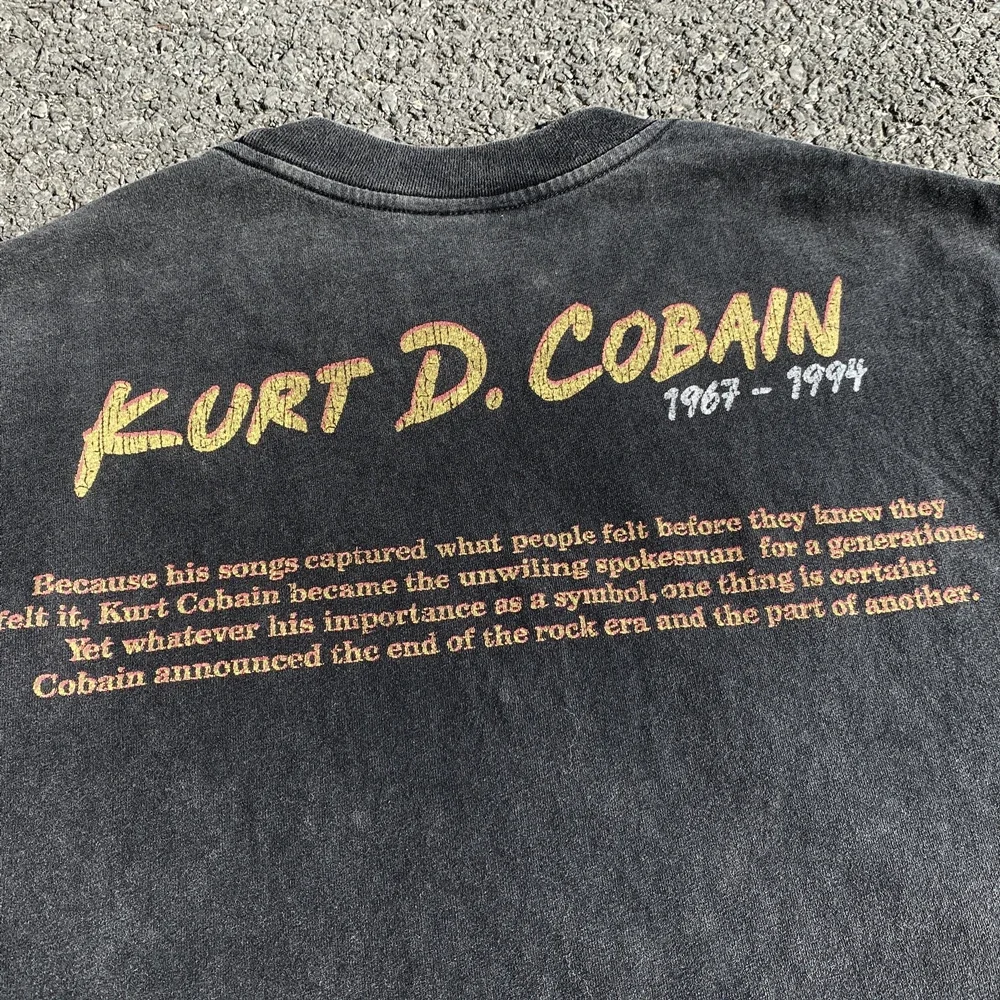 KURT D. COBAIN
1967 - 1994
Because his songs captured what people felt before they knew they
felt it, Kurt Cobain became the unwiling spokesman for a generations.
Yet whatever his importance as a symbol, one thing is certain:
Cobain announced the end of the rock era and the part of another.